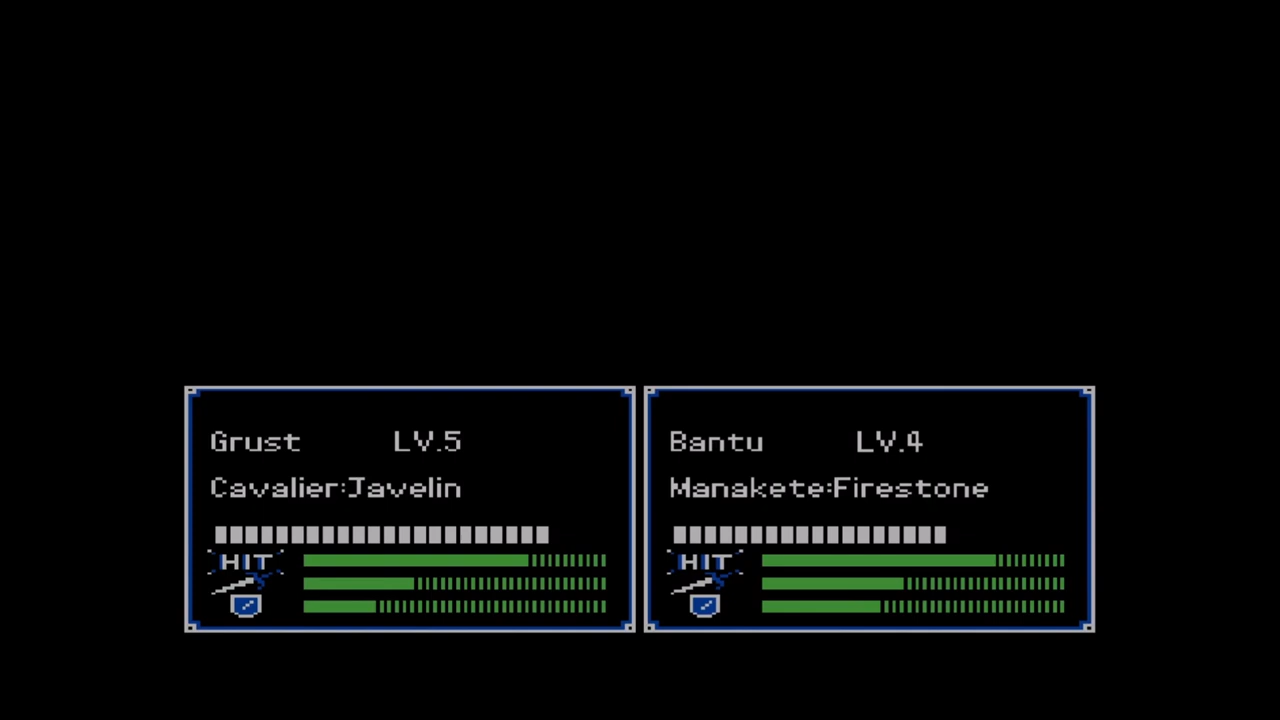 Grust LV.5
Cavalier:Javelin
HIT
Bantu LV.4
Manakete:Firestone
HIT